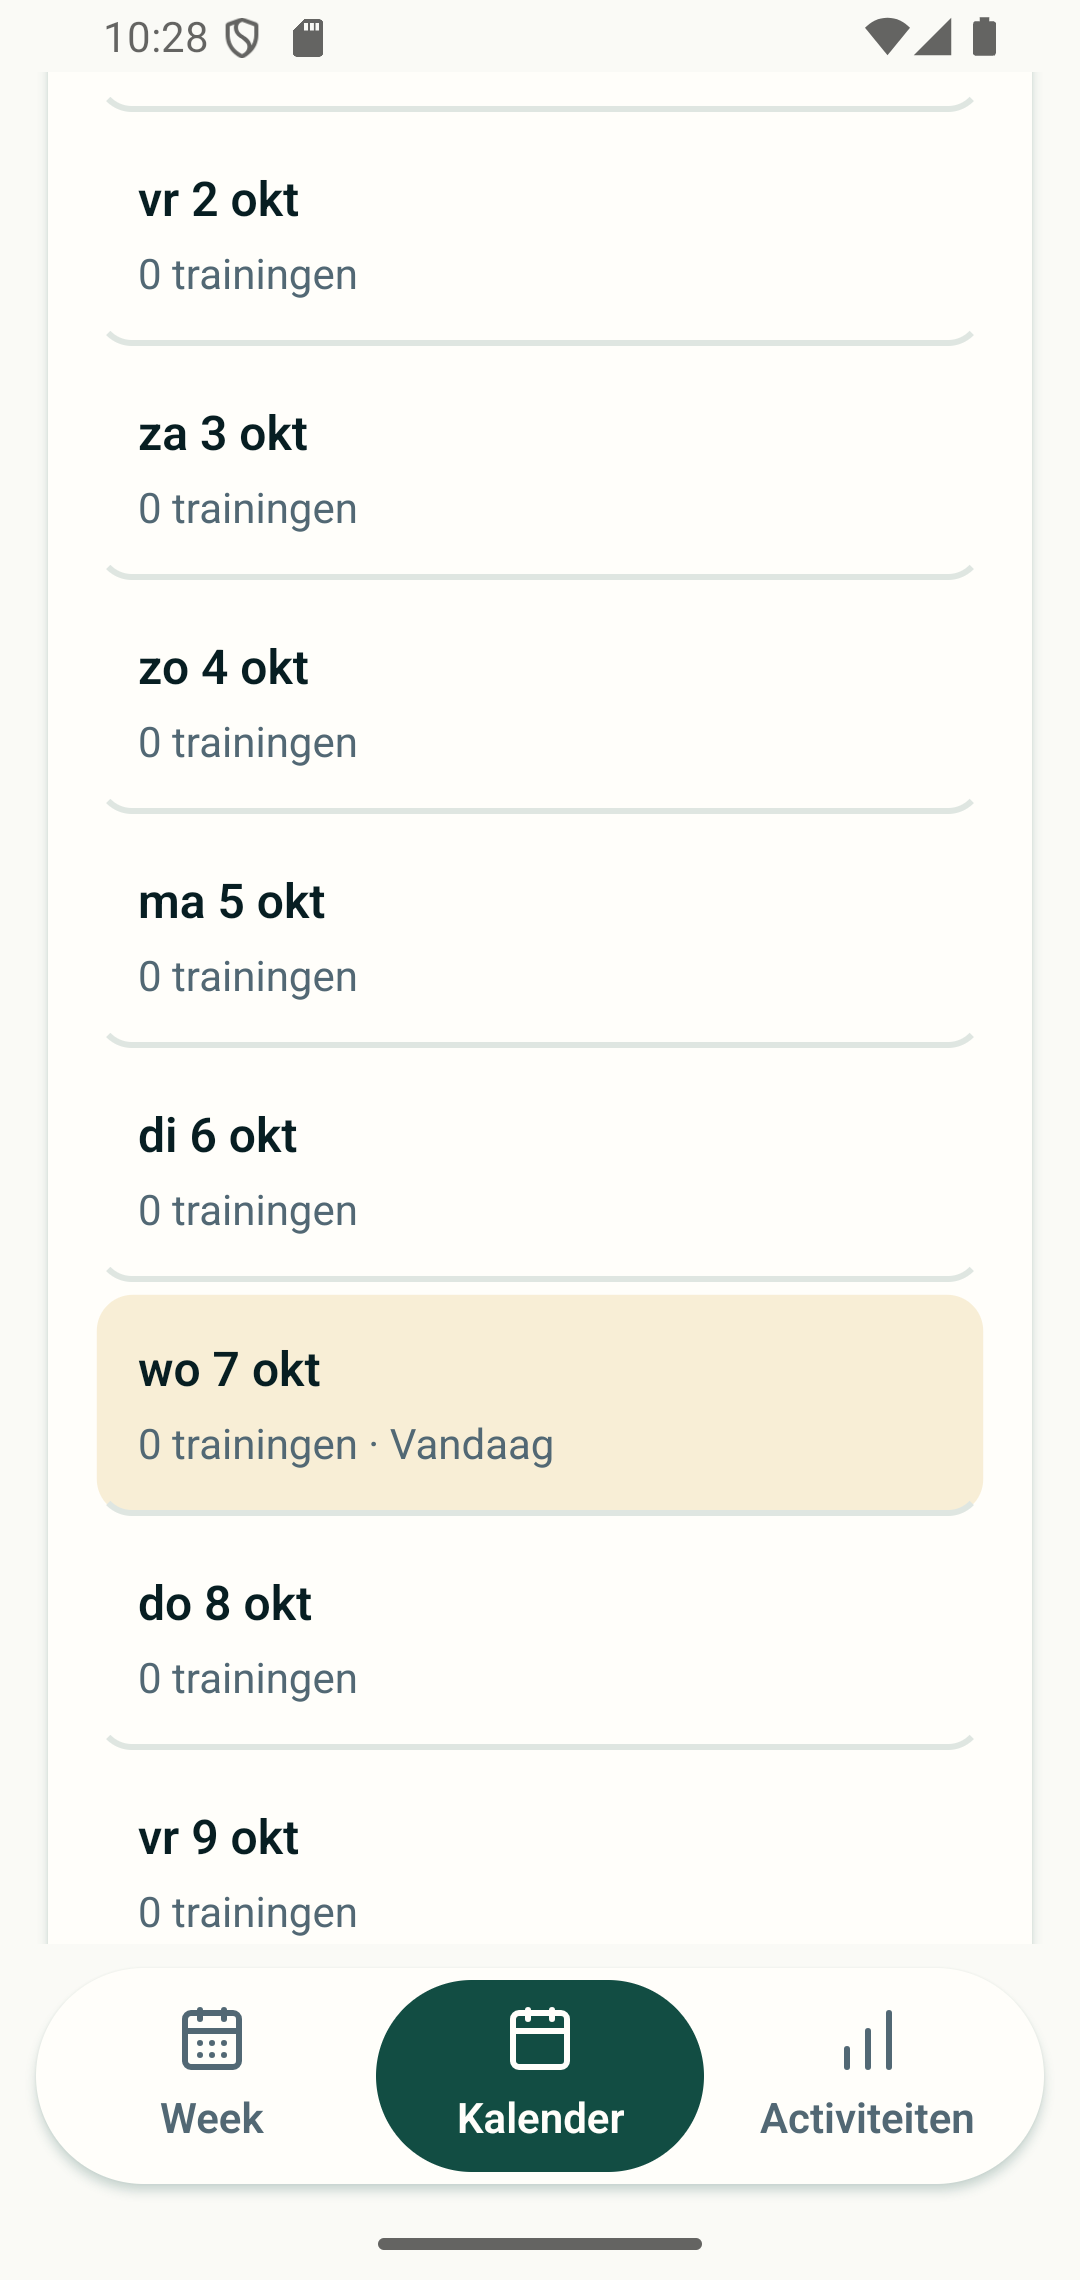 10:28
vr 2 okt
0 trainingen
za 3 okt
0 trainingen
zo 4 okt
0 trainingen
ma 5 okt
0 trainingen
di 6 okt
0 trainingen
wo 7 okt
0 trainingen · Vandaag
do 8 okt
0 trainingen
vr 9 okt
0 trainingen
Week
Kalender
Activiteiten